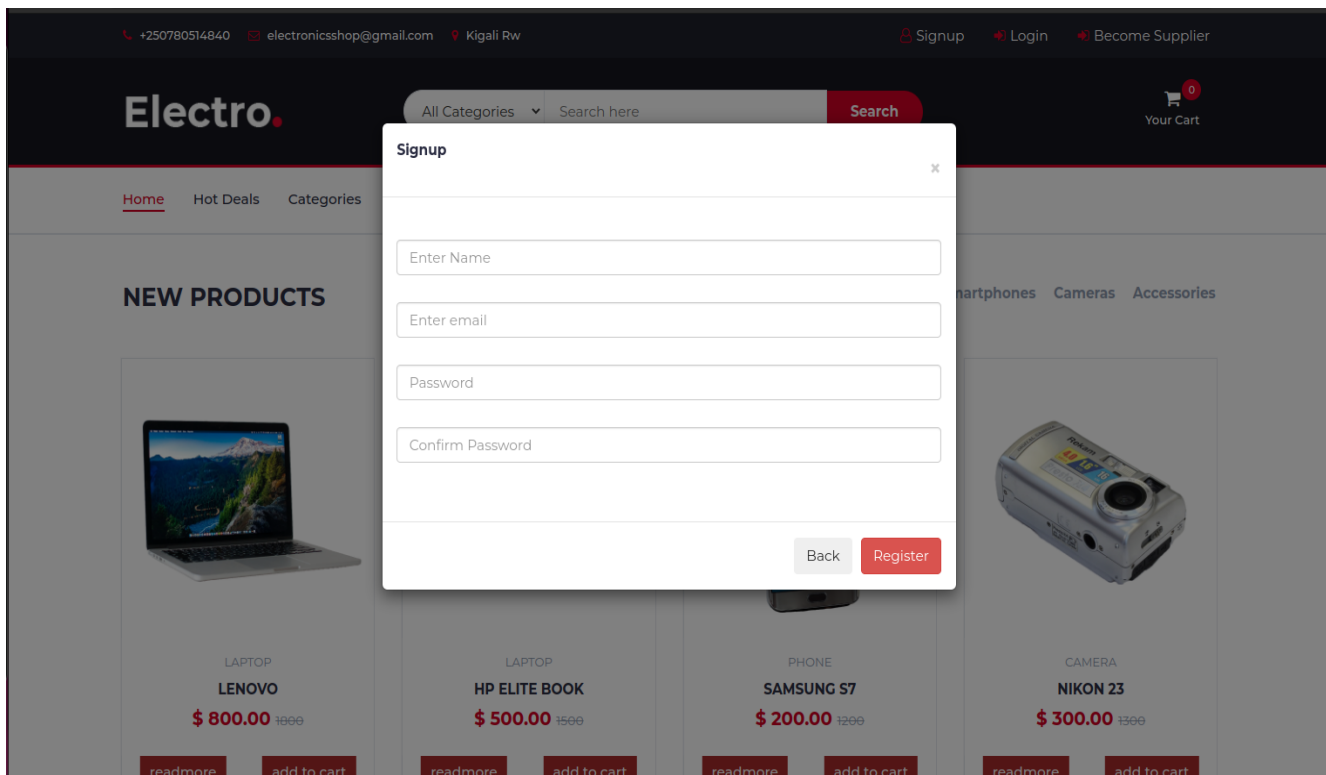 +250780514840 electronicsshop@gmail.com Kigali Rw Signup Login Become Supplier
Electro.
All Categories Search here Search
0
Your Cart
Signup
x
Home Hot Deals Categories
NEW PRODUCTS
Cameras Accessories
Enter Name
Enter email
Password
Confirm Password
Back Register
Rekam
4.0
LAPTOP LAPTOP PHONE CAMERA
LENOVO HP ELITE BOOK SAMSUNG S7 NIKON 23
$ 800.00 1800 $ 500.00 1500 $ 200.00 1200 $ 300.00 1300
readmore add to cart readmore add to cart readmore add to cart readmore add to cart